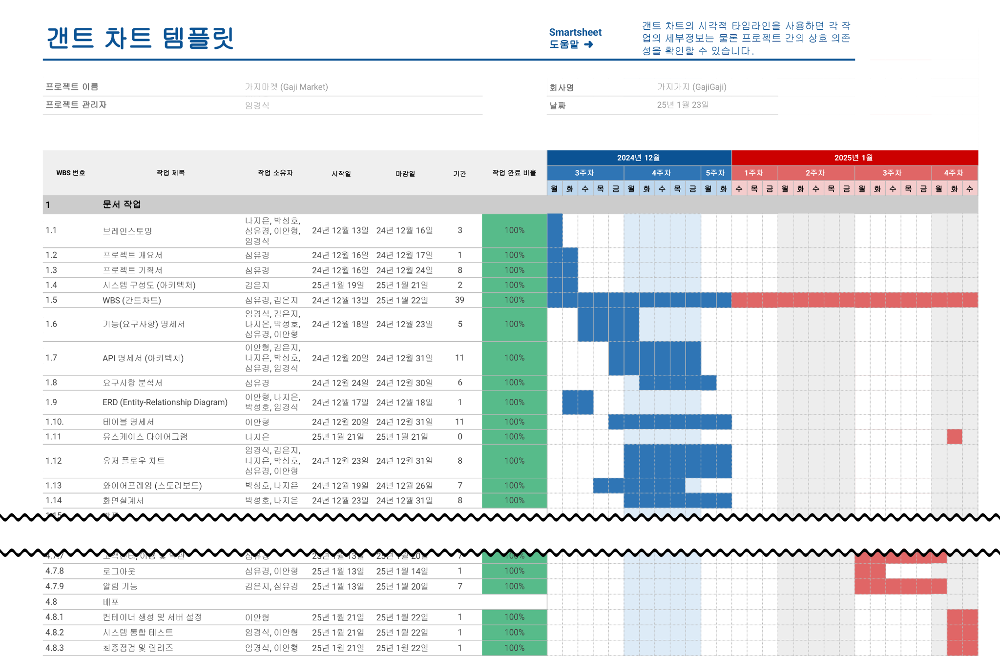 갠트 차트 템플릿
Smartsheet
도움말 ➜
갠트 차트의 시각적 타임라인을 사용하면 각 작
업의 세부정보는 물론 프로젝트 간의 상호 의존
성을 확인할 수 있습니다.
프로젝트 이름 가지마켓 (Gaji Market) 회사명 가지가지 (GajiGaji)
프로젝트 관리자 임경식 날짜 25년 1월 23일
2024년 12월 2025년 1월
WBS 번호 작업 제목 작업 소유자 시작일 마감일 기간 작업 완료 비율 3주차 4주차 5주차 1주차 2주차 3주차 4주차
월 화 수 목 금 월 화 수 목 금 월 화 수 목 금 월 화 수 목 금 월 화 수 목 금 월 화 수
1 문서 작업
나지은, 박성호,
1.1 브레인스토밍 심유경, 이안형, 24년 12월 13일 24년 12월 16일 3 100%
임경식
1.2 프로젝트 개요서 심유경 24년 12월 16일 24년 12월 17일 1 100%
1.3 프로젝트 기획서 심유경 24년 12월 16일 24년 12월 24일 8 100%
1.4 시스템 구성도 (아키텍쳐) 김은지 25년 1월 19일 25년 1월 21일 2 100%
1.5 WBS (간트차트) 심유경, 김은지 24년 12월 13일 25년 1월 22일 39 100%
임경식, 김은지,
1.6 기능(요구사항) 명세서 나지은, 박성호, 24년 12월 18일 24년 12월 23일 5 100%
심유경, 이안형
이안형, 김은지,
1.7 API 명세서 (아키텍처) 나지은, 박성호, 24년 12월 20일 24년 12월 31일 11 100%
심유경, 임경식
1.8 요구사항 분석서 심유경 24년 12월 24일 24년 12월 30일 6 100%
이안형, 나지은,
1.9 ERD (Entity-Relationship Diagram) 24년 12월 17일 24년 12월 18일 1 100%
박성호, 임경식
1.10. 테이블 명세서 이안형 24년 12월 20일 24년 12월 31일 11 100%
1.11 유스케이스 다이어그램 나지은 25년 1월 21일 25년 1월 21일 0 100%
임경식, 김은지,
1.12 유저 플로우 차트 나지은, 박성호, 24년 12월 23일 24년 12월 31일 8 100%
심유경, 이안형
1.13 와이어프레임 (스토리보드) 박성호, 나지은 24년 12월 19일 24년 12월 26일 7 100%
1.14 화면설계서 박성호, 나지은 24년 12월 23일 24년 12월 31일 8 100%
1.15
4.7.7 심유경 25년 1월 13일 25년 1월 20일 7 100%
4.7.8 로그아웃 심유경, 이안형 25년 1월 13일 25년 1월 14일 1 100%
4.7.9 알림 기능 김은지, 심유경 25년 1월 13일 25년 1월 20일 7 100%
4.8 배포
4.8.1 컨테이너 생성 및 서버 설정 이안형 25년 1월 21일 25년 1월 22일 1 100%
4.8.2 시스템 통합 테스트 임경식, 이안형 25년 1월 21일 25년 1월 22일 1 100%
4.8.3 최종점검 및 릴리즈 임경식, 이안형 25년 1월 21일 25년 1월 22일 1 100%